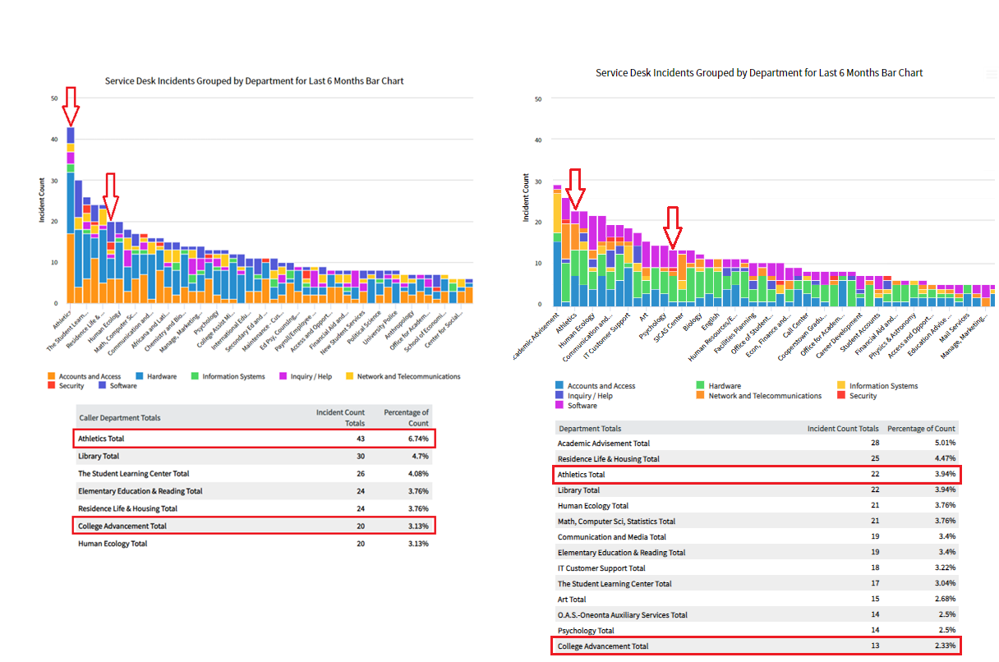 Service Desk Incidents Grouped by Department for Last 6 Months Bar Chart
50
40
30
20
10
0
Incident Count
Athletics
The Student Learn...
Residence Life & ...
Human Ecology
Math, Computer Sc...
Communication and...
Africana and Lati...
Chemistry and Bio...
Manage, Marketing...
Psychology
College Assist Mi...
International Edu...
Secondary Ed and ...
Maintenance - Cus...
Ed Psy, Counsling...
Payroll/Employee ...
Access and Opport...
Financial Aid and...
New Student Services
Political Science
University Police
Anthropology
Office for Academ...
School of Economi...
Center for Social...
Accounts and Access
Hardware
Information Systems
Inquiry / Help
Network and Telecommunications
Security
Software
Caller Department Totals Incident Count Totals Percentage of Count
Athletics Total 43 6.74%
Library Total 30 4.7%
The Student Learning Center Total 26 4.08%
Elementary Education & Reading Total 24 3.76%
Residence Life & Housing Total 24 3.76%
College Advancement Total 20 3.13%
Human Ecology Total 20 3.13%
Service Desk Incidents Grouped by Department for Last 6 Months Bar Chart
50
40
30
20
10
0
Incident Count
cademic Advisement
Athletics
Human Ecology
Communication and...
IT Customer Support
Art
Psychology
SICAS Center
Biology
English
Human Resources/E...
Facilities Planning
Office of Student...
Econ, Finance and...
Call Center
Cooperstown Gradu...
Office for Academ...
Career Development
Student Accounts
Financial Aid and...
Physics & Astronomy
Access and Opport...
Education Advise ...
Mail Services
Manage, Marketing...
Accounts and Access
Hardware
Information Systems
Inquiry / Help
Network and Telecommunications
Security
Software
Department Totals Incident Count Totals Percentage of Count
Academic Advisement Total 28 5.01%
Residence Life & Housing Total 25 4.47%
Athletics Total 22 3.94%
Library Total 22 3.94%
Human Ecology Total 21 3.76%
Math, Computer Sci, Statistics Total 21 3.76%
Communication and Media Total 19 3.4%
Elementary Education & Reading Total 19 3.4%
IT Customer Support Total 18 3.22%
The Student Learning Center Total 17 3.04%
Art Total 15 2.68%
O.A.S.-Oneonta Auxiliary Services Total 14 2.5%
Psychology Total 14 2.5%
College Advancement Total 13 2.33%